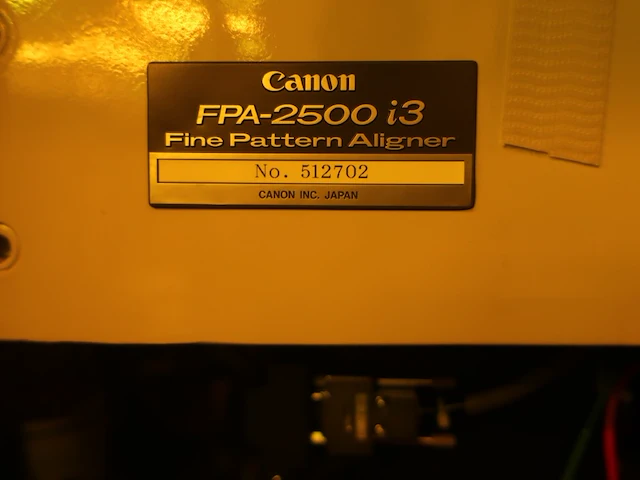 Canon
FPA-2500 i3
Fine Pattern Aligner
No. 512702
CANON INC. JAPAN